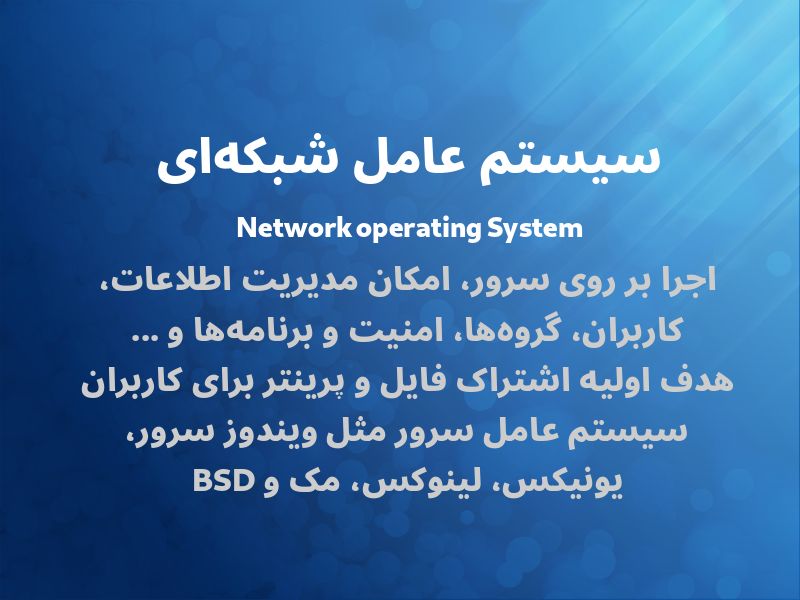 سیستم عامل شبکه‌ای
Network operating System
اجرا بر روی سرور، امکان مدیریت اطلاعات،
کاربران، گروه‌ها، امنیت و برنامه‌ها و ...
هدف اولیه اشتراک فایل و پرینتر برای کاربران
سیستم عامل سرور مثل ویندوز سرور،
یونیکس، لینوکس، مک و BSD